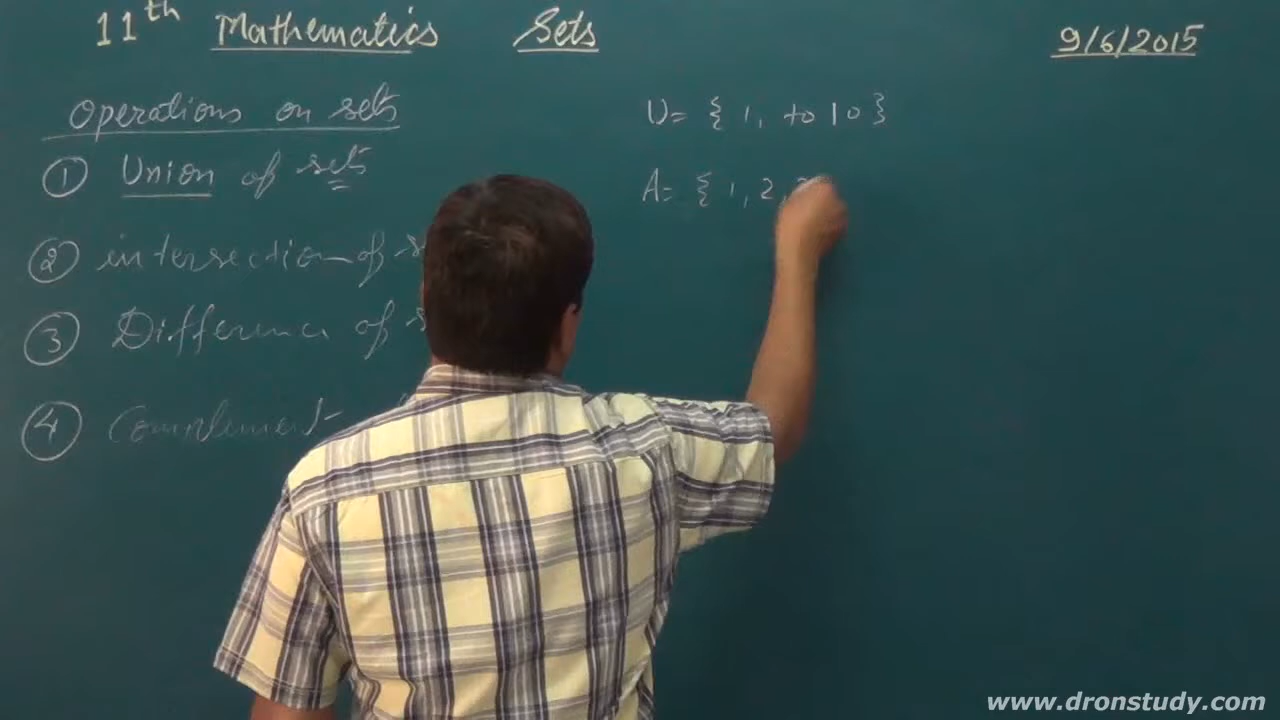 11th Mathematics Sets 9/6/2015
Operations on sets
① Union of sets
② intersection of s
③ Difference of s
④ Complement
U= { 1, to 10 }
A= { 1, 2,
www.dronstudy.com